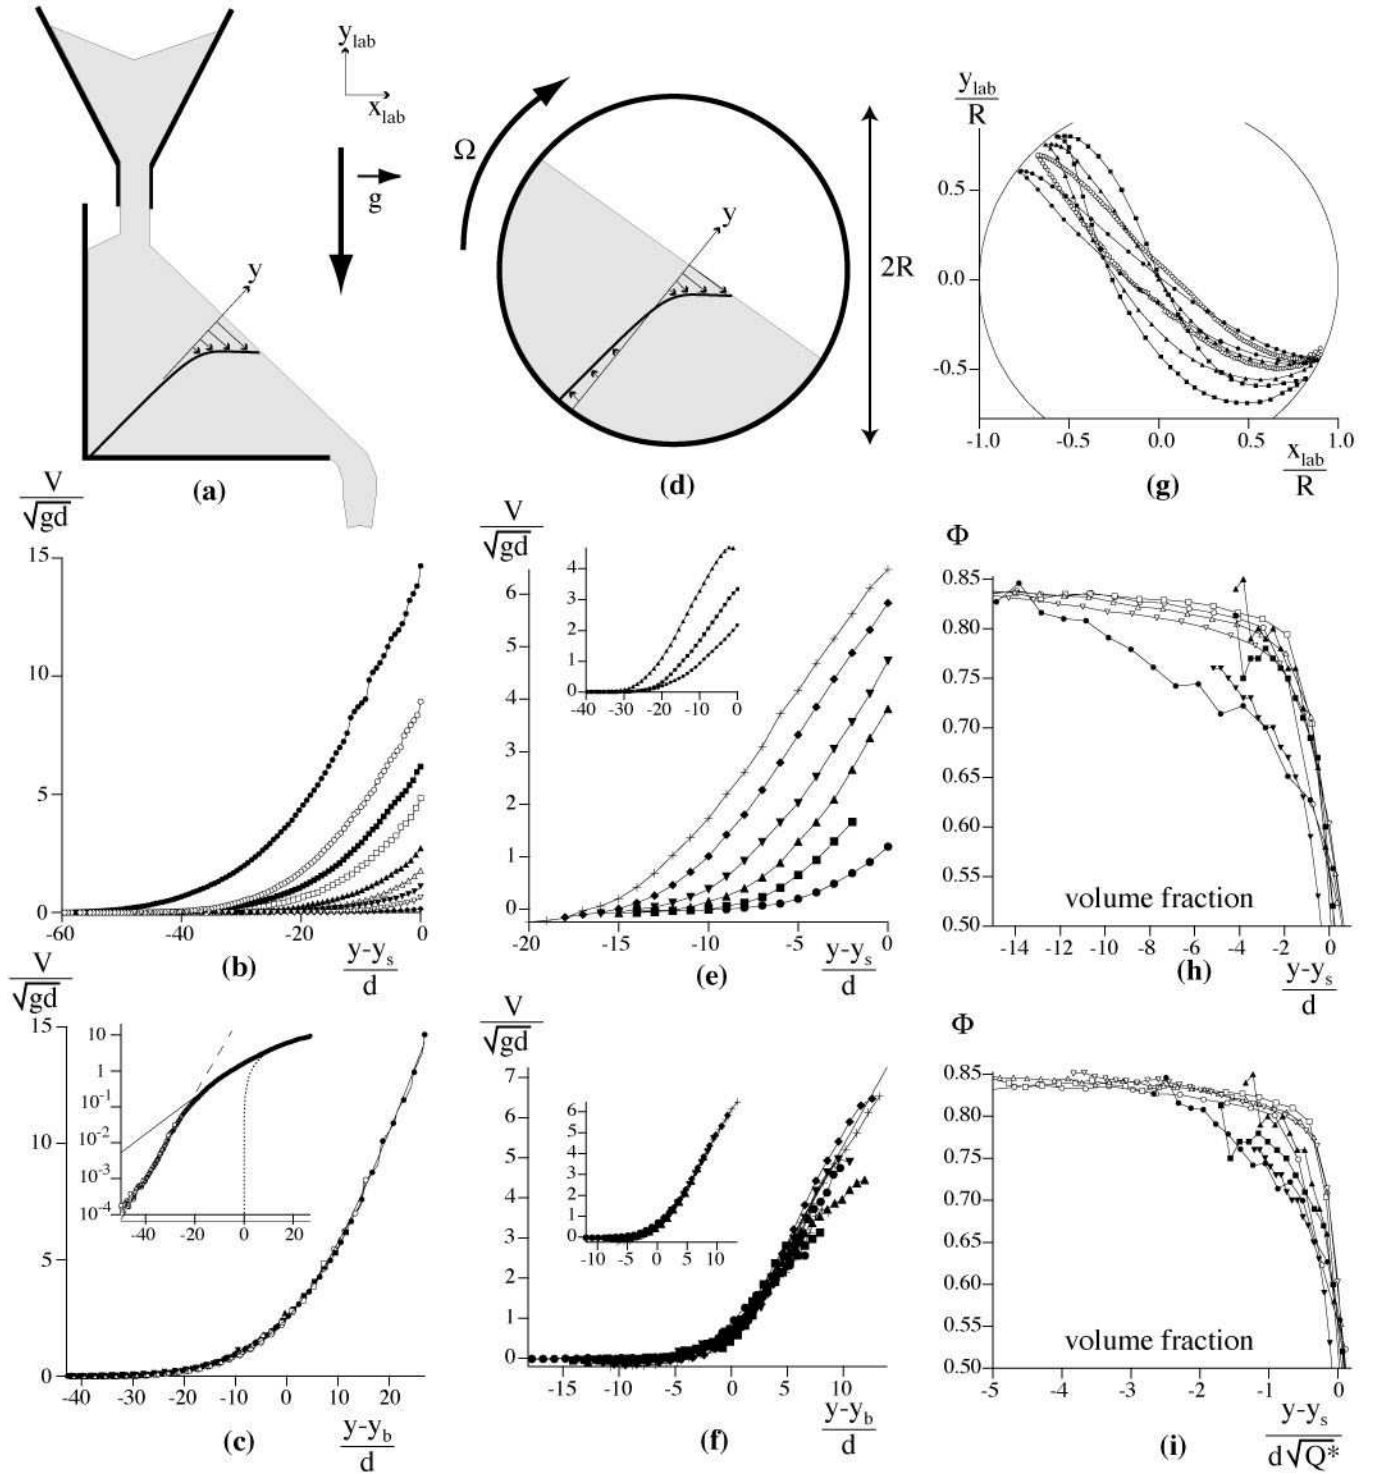 y_lab
x_lab
g
y
(a)
Ω
y
2R
(d)
y_lab
R
0.5
0.0
-0.5
-1.0 -0.5 0.0 0.5 1.0
x_lab
R
(g)
V
√gd
15
10
5
0
-60 -40 -20 0
y-y_s
d
(b)
V
√gd
4
3
2
1
0
-40 -30 -20 -10 0
6
5
4
3
2
1
0
-20 -15 -10 -5 0
y-y_s
d
(e)
Φ
0.85
0.80
0.75
0.70
0.65
0.60
0.55
0.50
volume fraction
-14 -12 -10 -8 -6 -4 -2 0
y-y_s
d
(h)
V
√gd
15
10
5
0
10
1
10^-1
10^-2
10^-3
10^-4
-40 -20 0 20
-40 -30 -20 -10 0 10 20
y-y_b
d
(c)
V
√gd
7
6
5
4
3
2
1
0
6
5
4
3
2
1
0
-10 -5 0 5 10
-15 -10 -5 0 5 10
y-y_b
d
(f)
Φ
0.85
0.80
0.75
0.70
0.65
0.60
0.55
0.50
volume fraction
-5 -4 -3 -2 -1 0
y-y_s
d√Q*
(i)